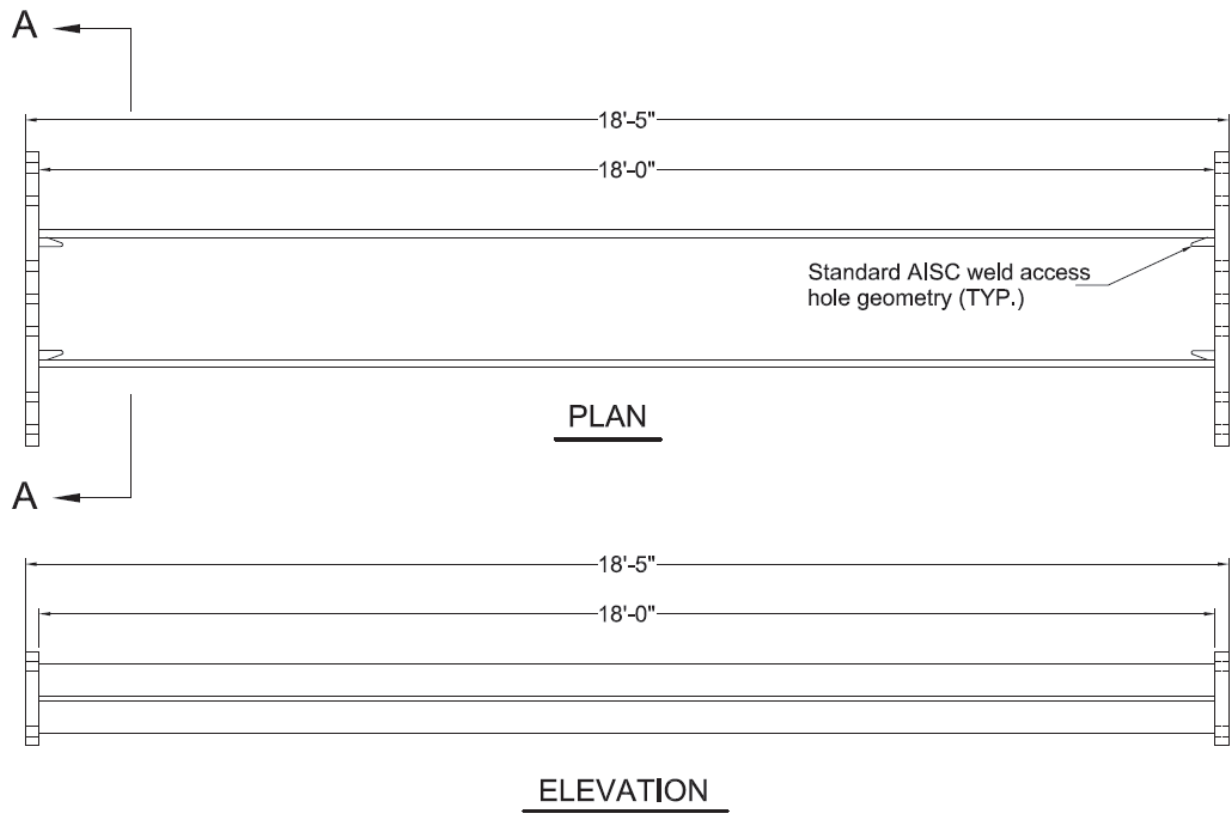 A
18'-5"
18'-0"
Standard AISC weld access
hole geometry (TYP.)
PLAN
A
18'-5"
18'-0"
ELEVATION